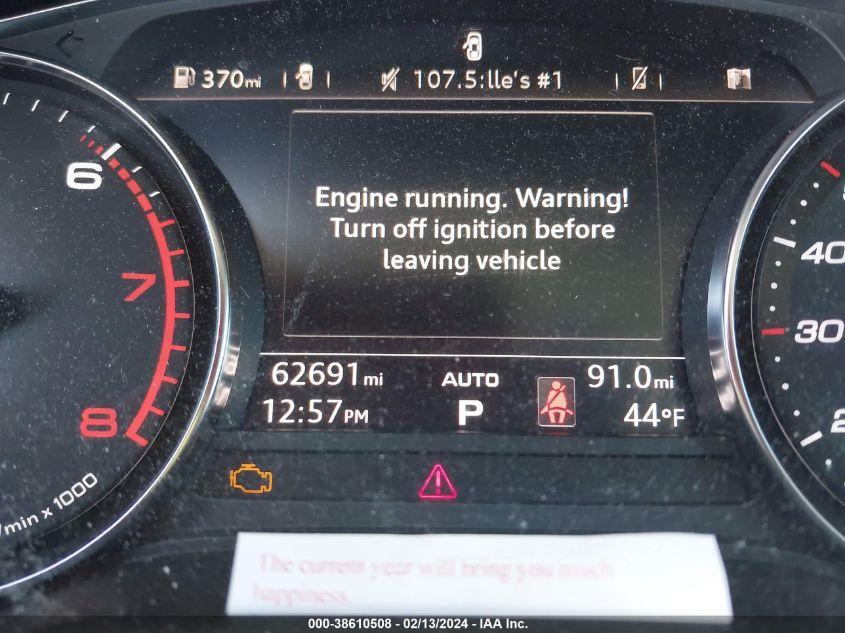 370mi 107.5:lle's #1
6
7
8
/min x 1000
Engine running. Warning!
Turn off ignition before
leaving vehicle
40
30
62691mi AUTO 91.0mi
12:57PM P 44°F
The current year will bring you much
happiness.
000-38610508 - 02/13/2024 - IAA Inc.